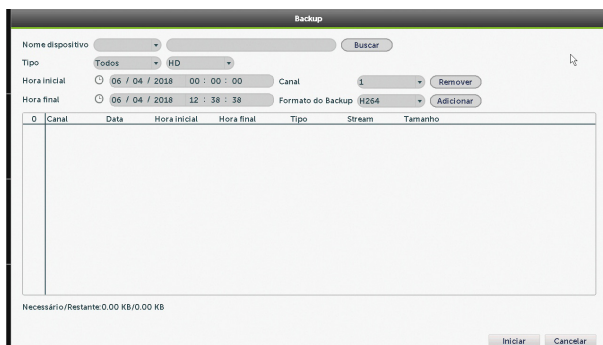 Backup
Nome dispositivo Buscar
Tipo Todos HD
Hora inicial 06 / 04 / 2018 00 : 00 : 00 Canal 1 Remover
Hora final 06 / 04 / 2018 12 : 38 : 38 Formato do Backup H264 Adicionar
0 Canal Data Hora inicial Hora final Tipo Stream Tamanho
Necessário/Restante:0.00 KB/0.00 KB
Iniciar Cancelar